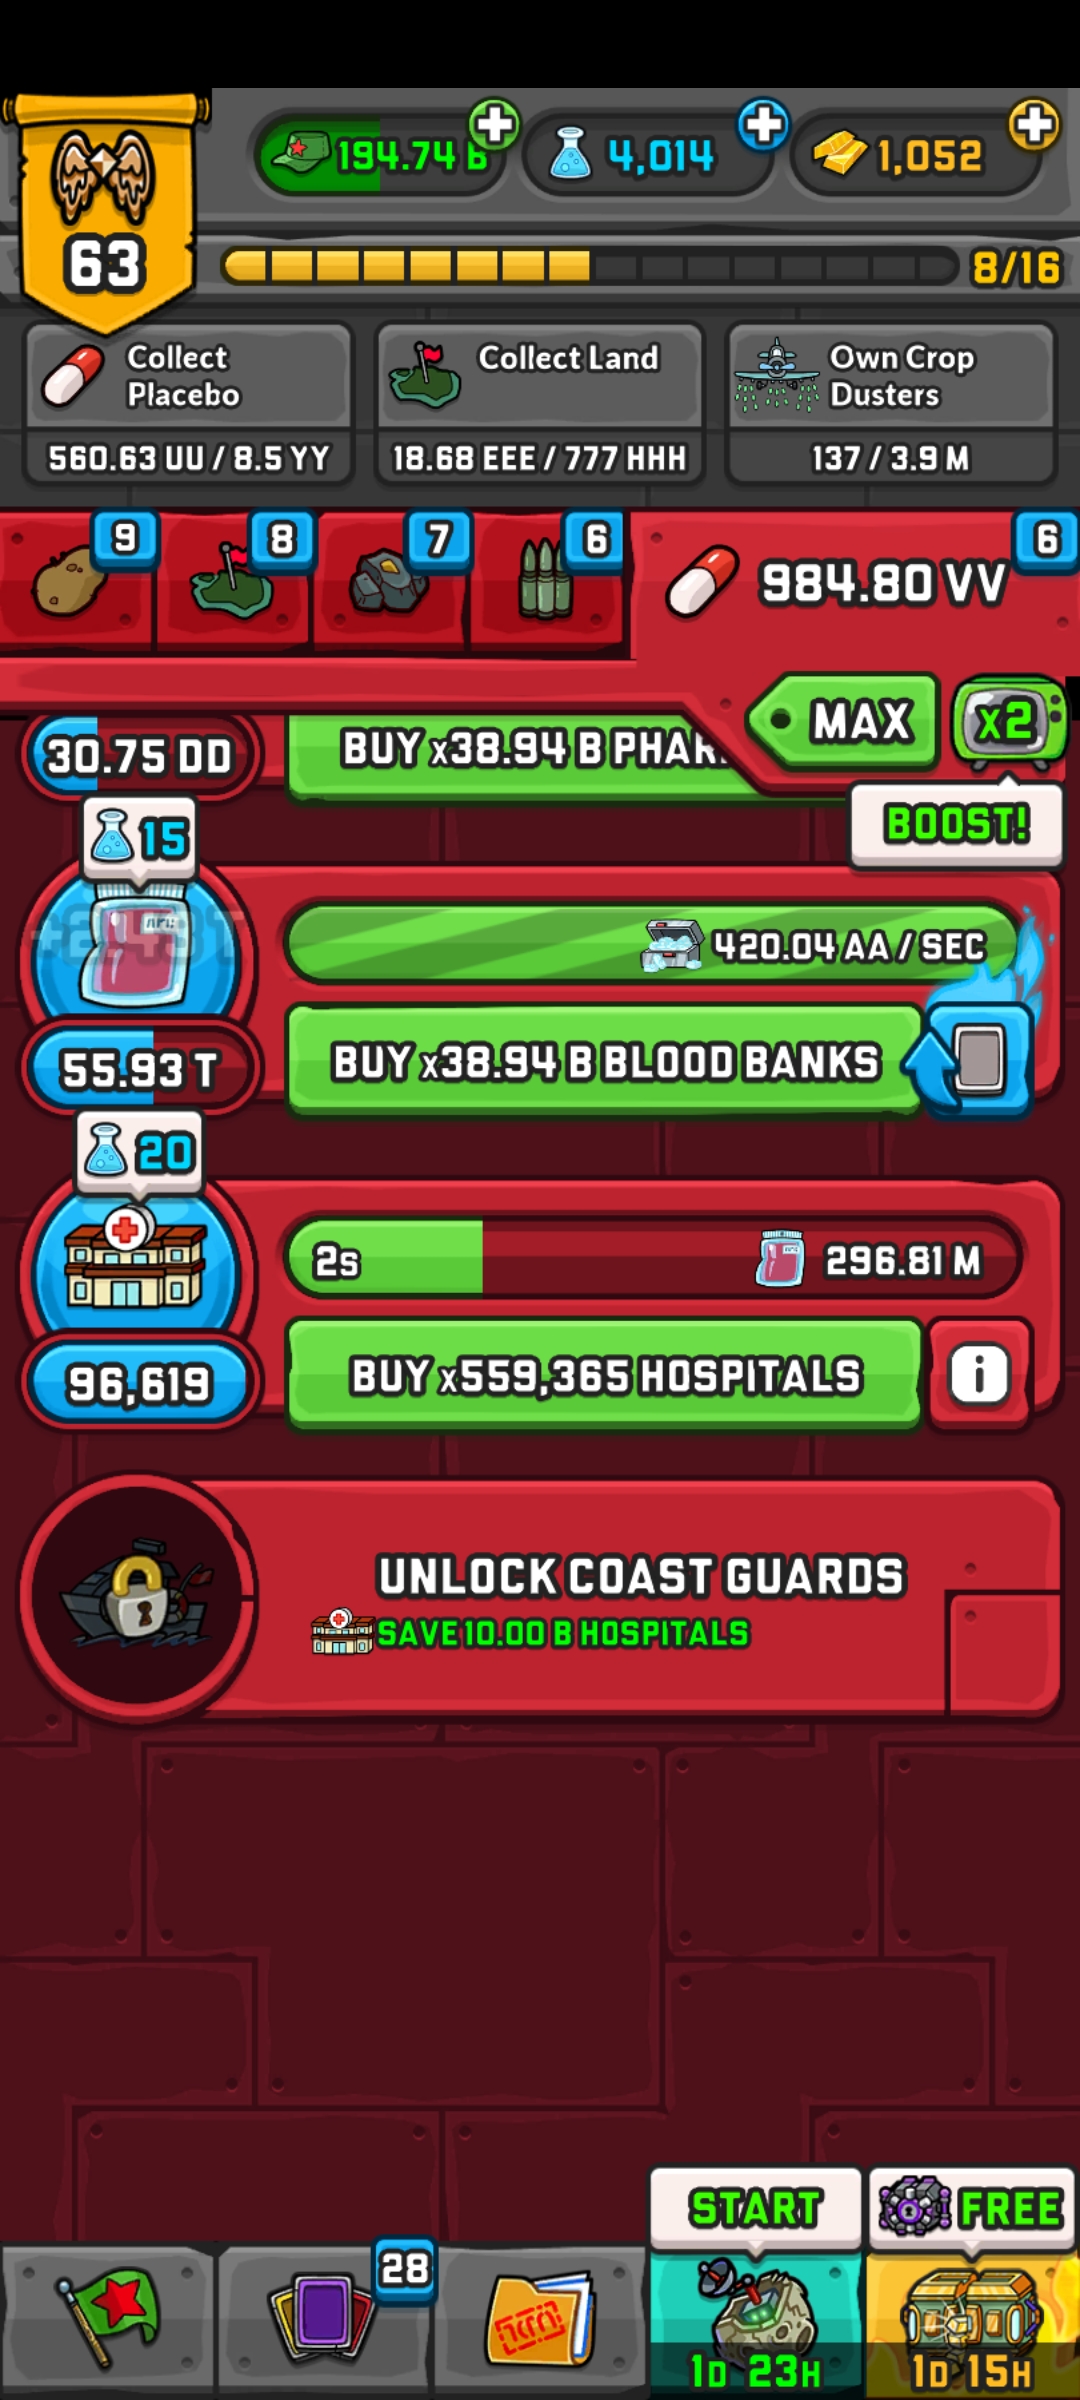 194.74 B
4,014
1,052
63
8/16
Collect
Placebo
560.63 UU / 8.5 YY
Collect Land
18.68 EEE / 777 HHH
Own Crop
Dusters
137 / 3.9 M
9
8
7
6
984.80 VV
6
MAX
x2
BOOST!
30.75 DD
BUY x38.94 B PHAR
15
420.04 AA / SEC
55.93 T
BUY x38.94 B BLOOD BANKS
20
2s
296.81 M
96,619
BUY x559,365 HOSPITALS
i
UNLOCK COAST GUARDS
SAVE 10.00 B HOSPITALS
START
FREE
28
1D 23H
1D 15H